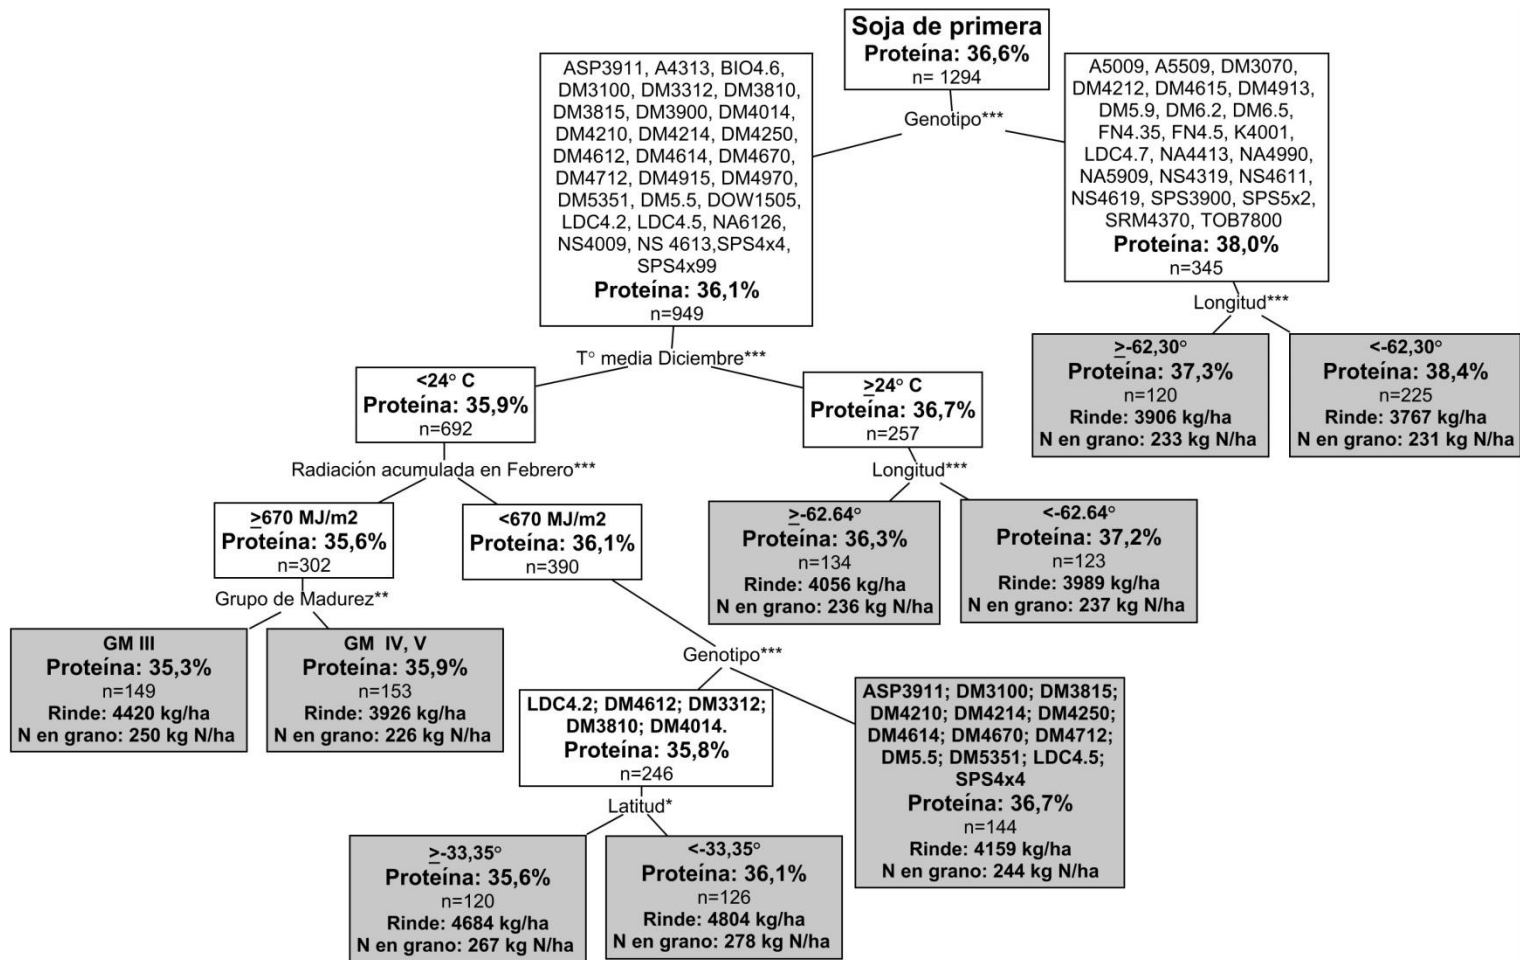 Soja de primera
Proteína: 36,6%
n= 1294
Genotipo***
ASP3911, A4313, BIO4.6,
DM3100, DM3312, DM3810,
DM3815, DM3900, DM4014,
DM4210, DM4214, DM4250,
DM4612, DM4614, DM4670,
DM4712, DM4915, DM4970,
DM5351, DM5.5, DOW1505,
LDC4.2, LDC4.5, NA6126,
NS4009, NS 4613,SPS4x4,
SPS4x99
Proteína: 36,1%
n=949
A5009, A5509, DM3070,
DM4212, DM4615, DM4913,
DM5.9, DM6.2, DM6.5,
FN4.35, FN4.5, K4001,
LDC4.7, NA4413, NA4990,
NA5909, NS4319, NS4611,
NS4619, SPS3900, SPS5x2,
SRM4370, TOB7800
Proteína: 38,0%
n=345
Longitud***
≥-62,30°
Proteína: 37,3%
n=120
Rinde: 3906 kg/ha
N en grano: 233 kg N/ha
<-62,30°
Proteína: 38,4%
n=225
Rinde: 3767 kg/ha
N en grano: 231 kg N/ha
T° media Diciembre***
<24° C
Proteína: 35,9%
n=692
≥24° C
Proteína: 36,7%
n=257
Radiación acumulada en Febrero***
Longitud***
≥670 MJ/m2
Proteína: 35,6%
n=302
<670 MJ/m2
Proteína: 36,1%
n=390
≥-62.64°
Proteína: 36,3%
n=134
Rinde: 4056 kg/ha
N en grano: 236 kg N/ha
<-62.64°
Proteína: 37,2%
n=123
Rinde: 3989 kg/ha
N en grano: 237 kg N/ha
Grupo de Madurez**
GM III
Proteína: 35,3%
n=149
Rinde: 4420 kg/ha
N en grano: 250 kg N/ha
GM IV, V
Proteína: 35,9%
n=153
Rinde: 3926 kg/ha
N en grano: 226 kg N/ha
Genotipo***
LDC4.2; DM4612; DM3312;
DM3810; DM4014.
Proteína: 35,8%
n=246
ASP3911; DM3100; DM3815;
DM4210; DM4214; DM4250;
DM4614; DM4670; DM4712;
DM5.5; DM5351; LDC4.5;
SPS4x4
Proteína: 36,7%
n=144
Rinde: 4159 kg/ha
N en grano: 244 kg N/ha
Latitud*
≥-33,35°
Proteína: 35,6%
n=120
Rinde: 4684 kg/ha
N en grano: 267 kg N/ha
<-33,35°
Proteína: 36,1%
n=126
Rinde: 4804 kg/ha
N en grano: 278 kg N/ha